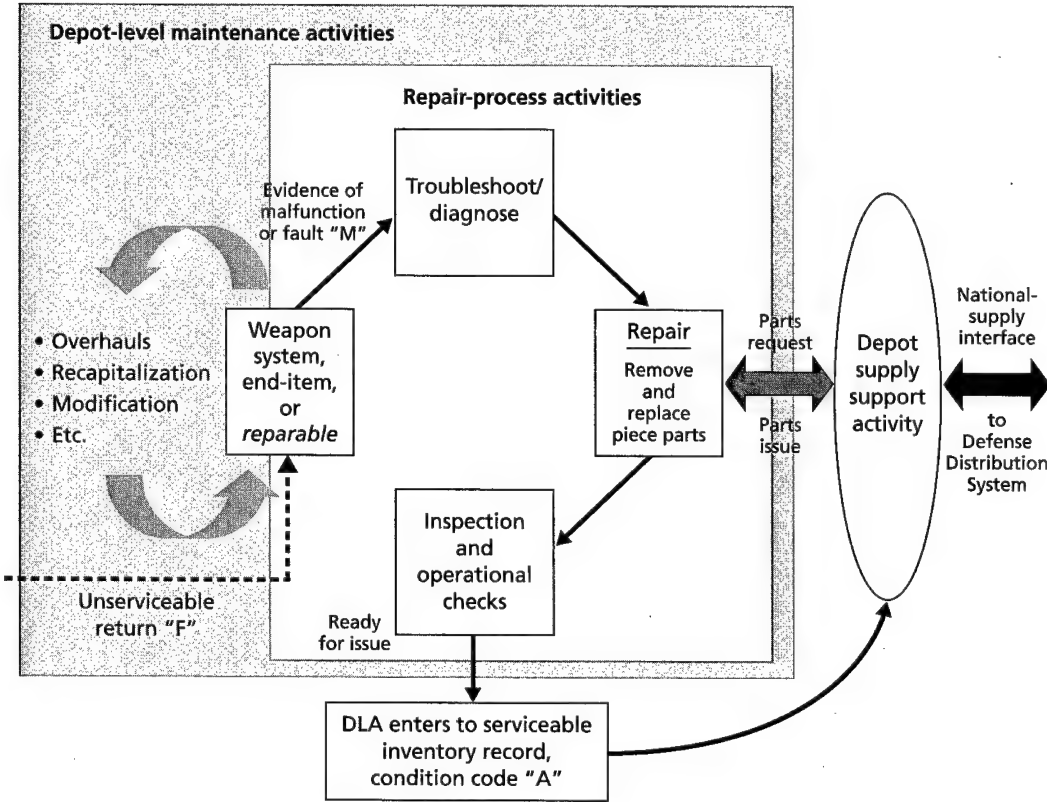 Depot-level maintenance activities
Repair-process activities
Evidence of
malfunction
or fault "M"
Troubleshoot/
diagnose
• Overhauls
• Recapitalization
• Modification
• Etc.
Weapon
system,
end-item,
or
reparable
Repair
Remove
and
replace
piece parts
Parts
request
Parts
issue
Depot
supply
support
activity
National-
supply
interface
to
Defense
Distribution
System
Inspection
and
operational
checks
Unserviceable
return "F"
Ready
for issue
DLA enters to serviceable
inventory record,
condition code "A"